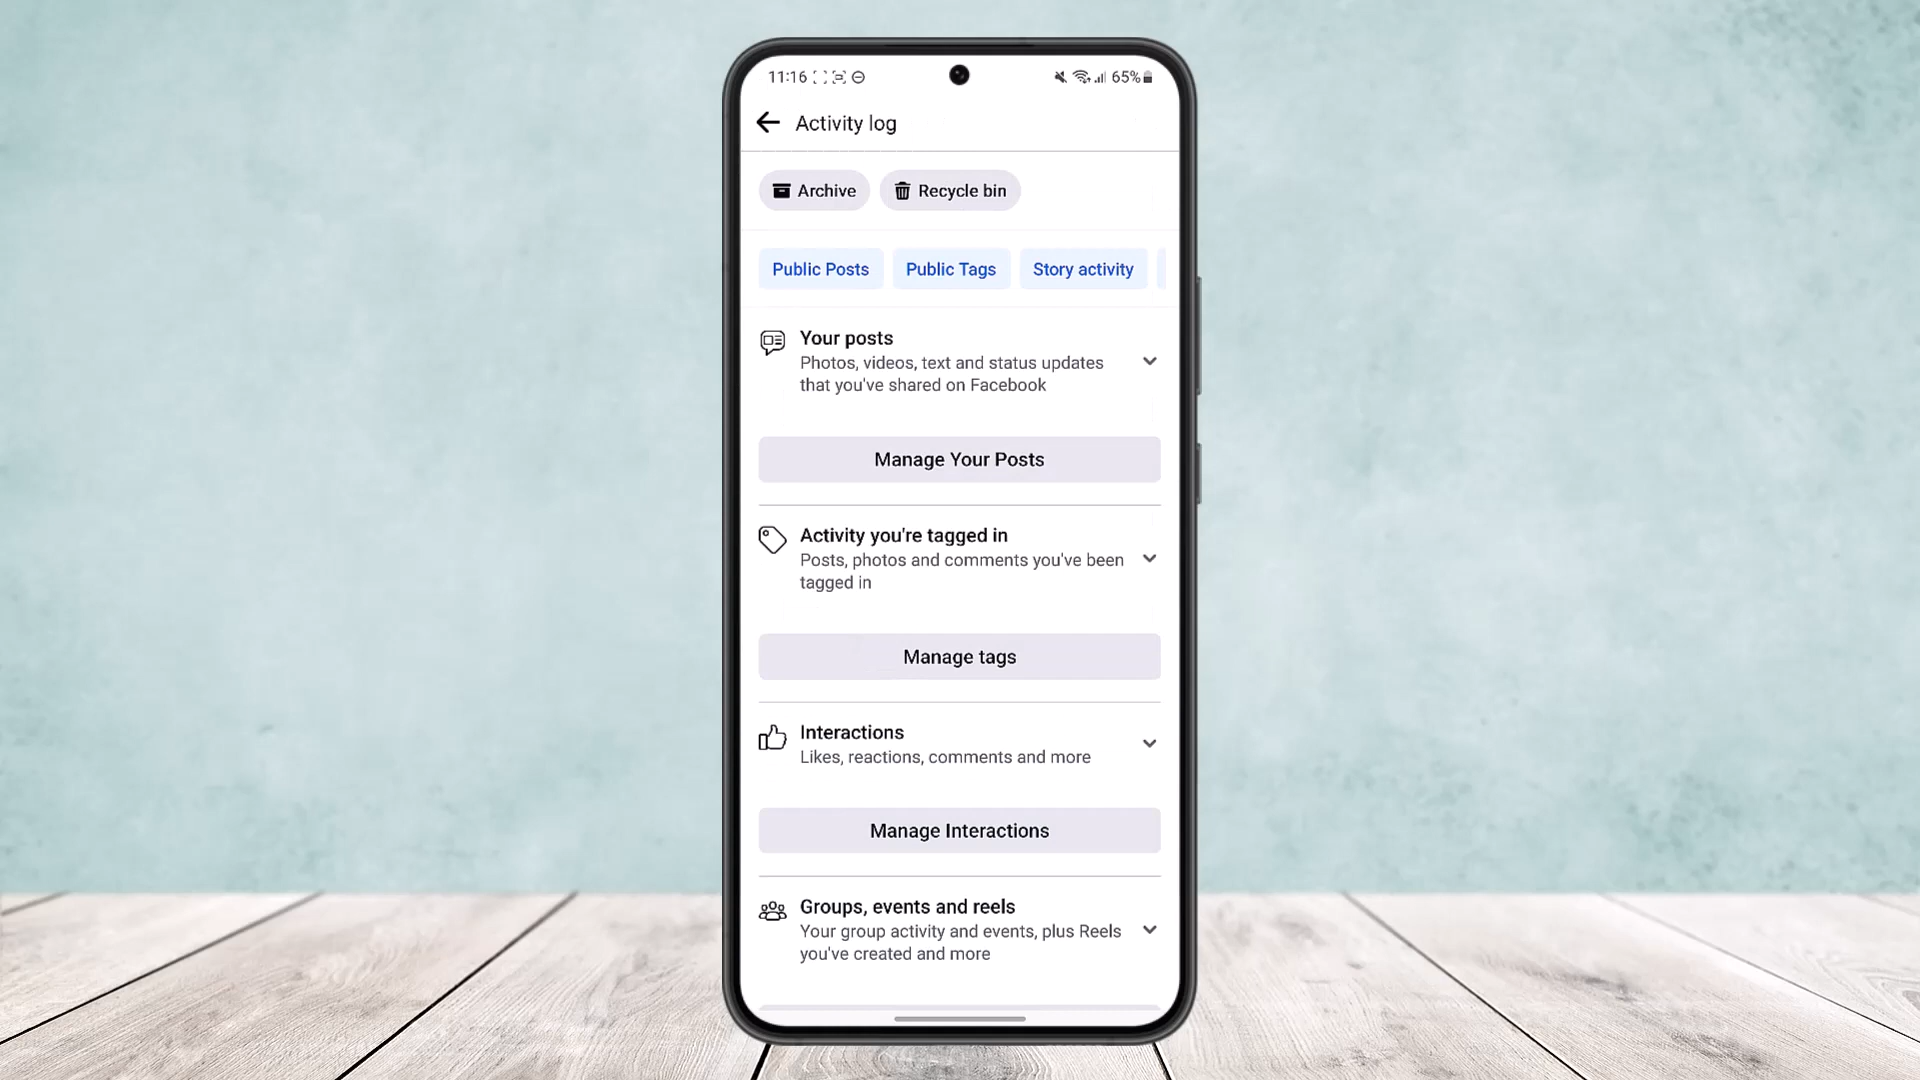 11:16 65%
Activity log
Archive Recycle bin
Public Posts Public Tags Story activity
Your posts
Photos, videos, text and status updates
that you've shared on Facebook
Manage Your Posts
Activity you're tagged in
Posts, photos and comments you've been
tagged in
Manage tags
Interactions
Likes, reactions, comments and more
Manage Interactions
Groups, events and reels
Your group activity and events, plus Reels
you've created and more